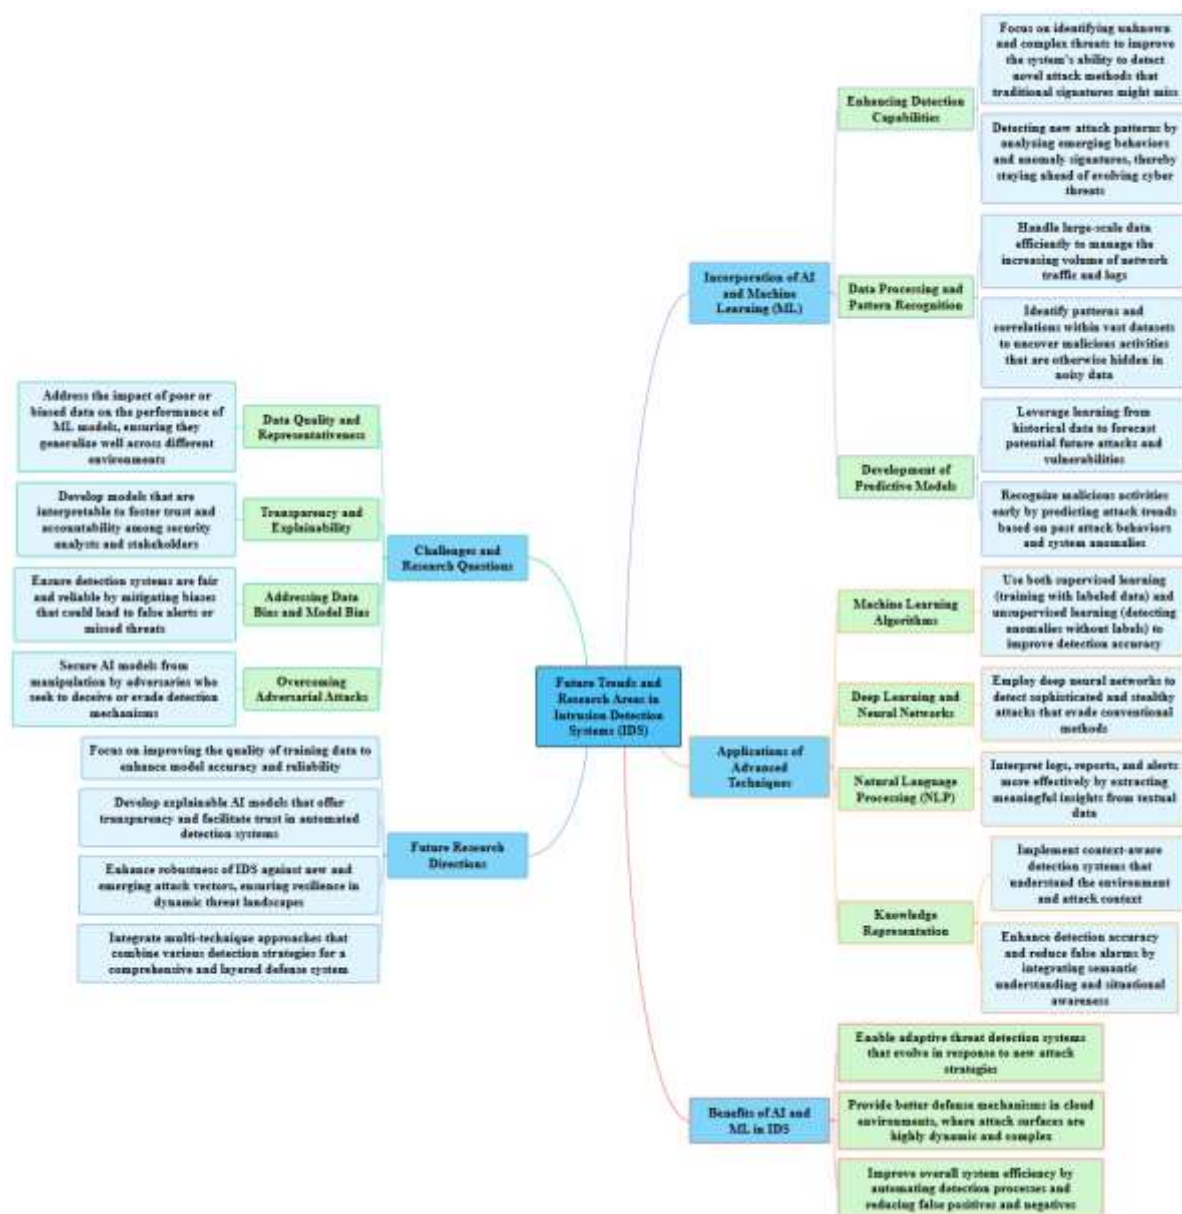 Future Trends and
Research Areas in
Intrusion Detection
Systems (IDS)
Incorporation of AI
and Machine
Learning (ML)
Enhancing Detection
Capabilities
Focus on identifying unknown
and complex threats to improve
the system's ability to detect
novel attack methods that
traditional signatures might miss
Detecting new attack patterns by
analyzing emerging behaviors
and anomaly signatures, thereby
staying ahead of evolving cyber
threats
Data Processing and
Pattern Recognition
Handle large-scale data
efficiently to manage the
increasing volume of network
traffic and logs
Identify patterns and
correlations within vast datasets
to uncover malicious activities
that are otherwise hidden in
noisy data
Development of
Predictive Models
Leverage learning from
historical data to forecast
potential future attacks and
vulnerabilities
Recognize malicious activities
early by predicting attack trends
based on past attack behaviors
and system anomalies
Applications of
Advanced
Techniques
Machine Learning
Algorithms
Use both supervised learning
(training with labeled data) and
unsupervised learning (detecting
anomalies without labels) to
improve detection accuracy
Deep Learning and
Neural Networks
Employ deep neural networks to
detect sophisticated and stealthy
attacks that evade conventional
methods
Natural Language
Processing (NLP)
Interpret logs, reports, and alerts
more effectively by extracting
meaningful insights from textual
data
Knowledge
Representation
Implement context-aware
detection systems that
understand the environment
and attack context
Enhance detection accuracy
and reduce false alarms by
integrating semantic
understanding and situational
awareness
Benefits of AI and
ML in IDS
Enable adaptive threat detection systems
that evolve in response to new attack
strategies
Provide better defense mechanisms in cloud
environments, where attack surfaces are
highly dynamic and complex
Improve overall system efficiency by
automating detection processes and
reducing false positives and negatives
Challenges and
Research Questions
Data Quality and
Representativeness
Address the impact of poor or
biased data on the performance of
ML models, ensuring they
generalize well across different
environments
Transparency and
Explainability
Develop models that are
interpretable to foster trust and
accountability among security
analysts and stakeholders
Addressing Data
Bias and Model Bias
Ensure detection systems are fair
and reliable by mitigating biases
that could lead to false alerts or
missed threats
Overcoming
Adversarial Attacks
Secure AI models from
manipulation by adversaries who
seek to deceive or evade detection
mechanisms
Future Research
Directions
Focus on improving the quality of training data to
enhance model accuracy and reliability
Develop explainable AI models that offer
transparency and facilitate trust in automated
detection systems
Enhance robustness of IDS against new and
emerging attack vectors, ensuring resilience in
dynamic threat landscapes
Integrate multi-technique approaches that
combine various detection strategies for a
comprehensive and layered defense system